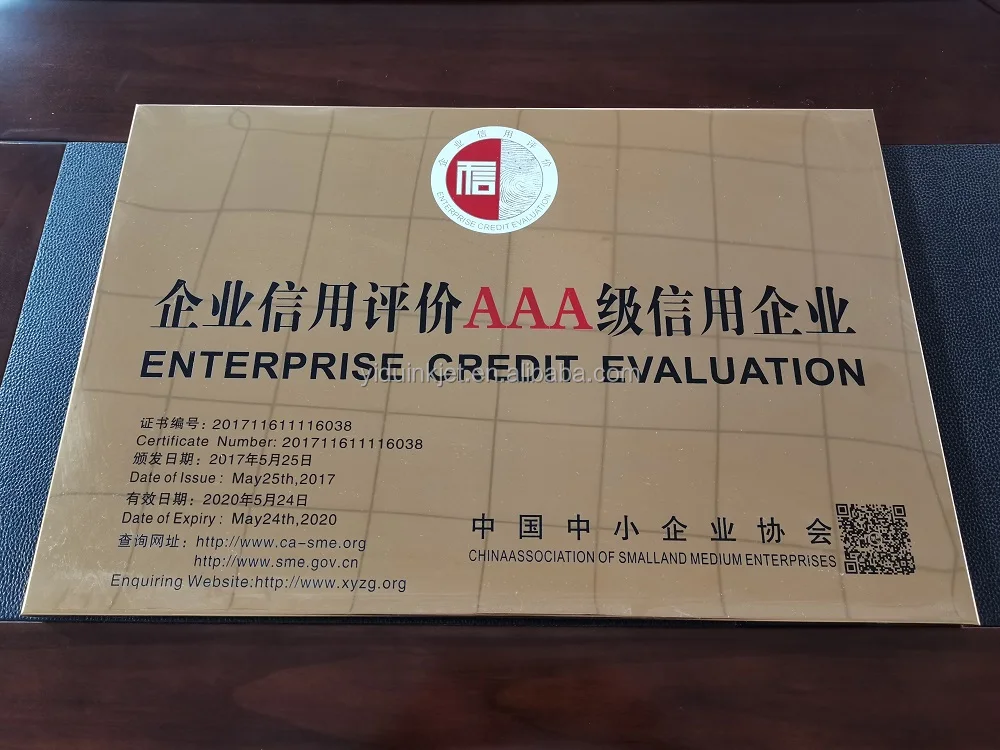 企业信用评价
信
ENTERPRISE CREDIT EVALUATION
企业信用评价AAA级信用企业
ENTERPRISE CREDIT EVALUATION
yiduinkjet.en.alibaba.com
证书编号: 201711611116038
Certificate Number: 201711611116038
颁发日期: 2017年5月25日
Date of Issue : May25th,2017
有效日期: 2020年5月24日
Date of Expiry : May24th,2020
查询网址: http://www.ca-sme.org
http://www.sme.gov.cn
Enquiring Website:http://www.xyzg.org
中国中小企业协会
CHINAASSOCIATION OF SMALLAND MEDIUM ENTERPRISES